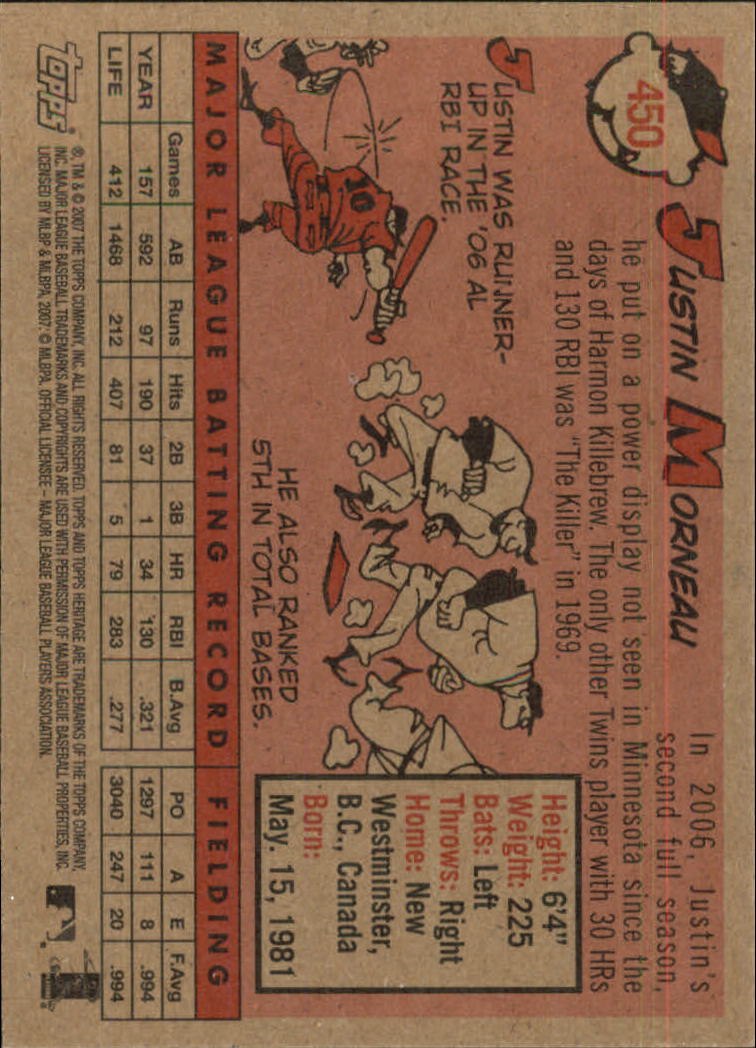 450
JUSTIN MORNEAU
In 2006, Justin's
second full season,
he put on a power display not seen in Minnesota since the
days of Harmon Killebrew. The only other Twins player with 30 HRs
and 130 RBI was "The Killer" in 1969.
JUSTIN WAS RUNNER-
UP IN THE '06 AL
RBI RACE.
10
HE ALSO RANKED
5TH IN TOTAL BASES.
Height: 6'4"
Weight: 225
Bats: Left
Throws: Right
Home: New
Westminster,
B.C., Canada
Born:
May. 15, 1981
MAJOR LEAGUE BATTING RECORD FIELDING
Games AB Runs Hits 2B 3B HR RBI B.Avg PO A E F.Avg
YEAR 157 592 97 190 37 1 34 130 .321 1297 111 8 .994
LIFE 412 1468 212 407 81 5 79 283 .277 3040 247 20 .994
TOPPS®
®, TM & © 2007 THE TOPPS COMPANY, INC. ALL RIGHTS RESERVED. TOPPS AND TOPPS HERITAGE ARE TRADEMARKS OF THE TOPPS COMPANY,
INC. MAJOR LEAGUE BASEBALL TRADEMARKS AND COPYRIGHTS ARE USED WITH PERMISSION OF MAJOR LEAGUE BASEBALL PROPERTIES, INC.
LICENSED BY MLBP & MLBPA, 2007. © MLBPA. OFFICIAL LICENSEE – MAJOR LEAGUE BASEBALL PLAYERS ASSOCIATION.